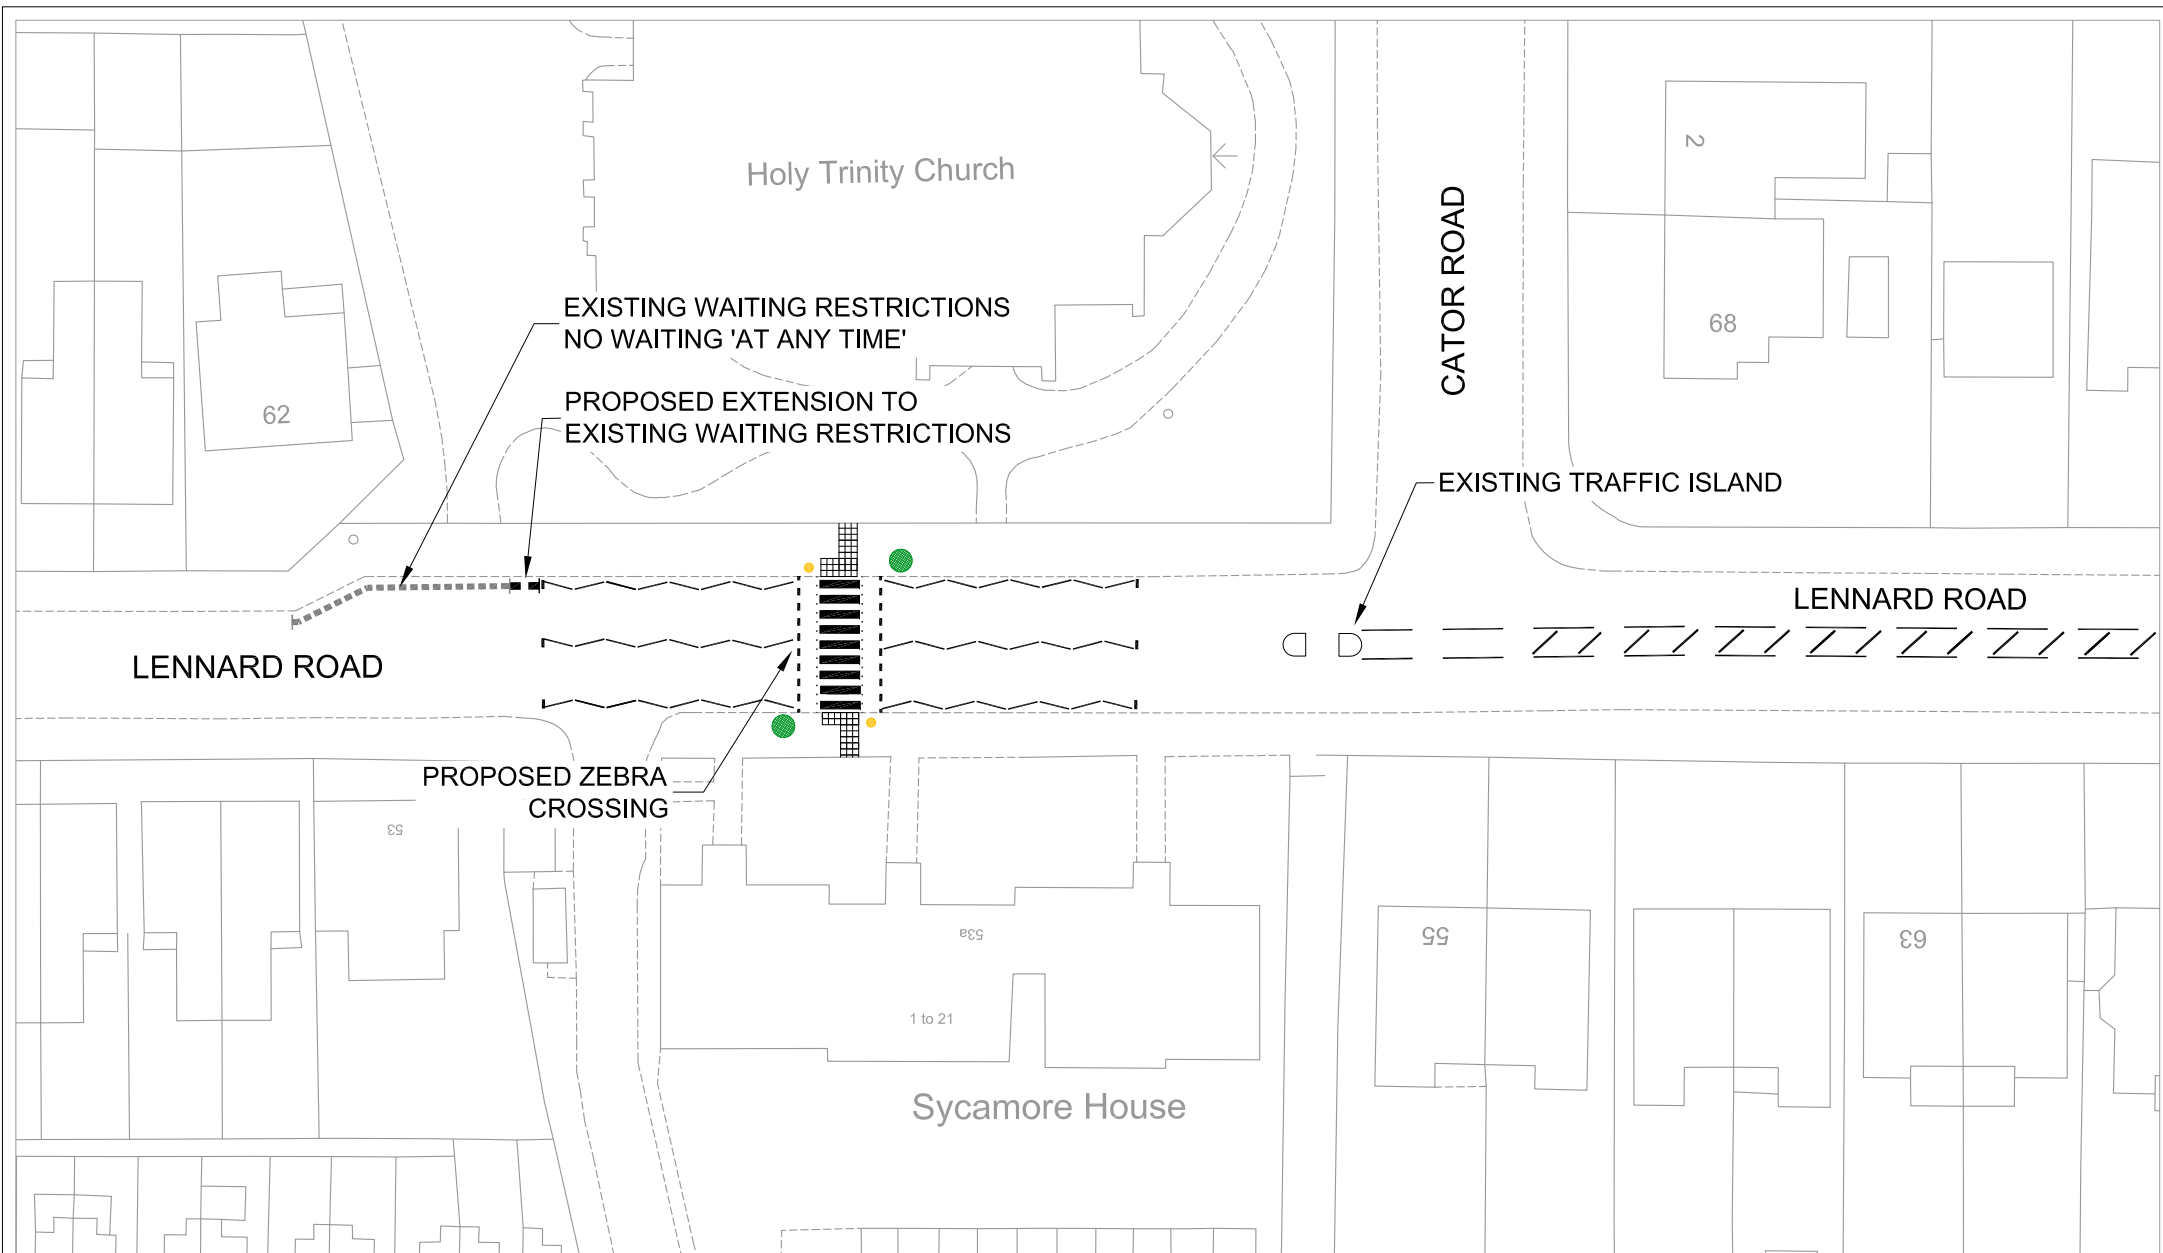 Holy Trinity Church
2
CATOR ROAD
EXISTING WAITING RESTRICTIONS
NO WAITING 'AT ANY TIME'
68
PROPOSED EXTENSION TO
EXISTING WAITING RESTRICTIONS
62
EXISTING TRAFFIC ISLAND
LENNARD ROAD
LENNARD ROAD
PROPOSED ZEBRA
CROSSING
53
53a
55
63
1 to 21
Sycamore House